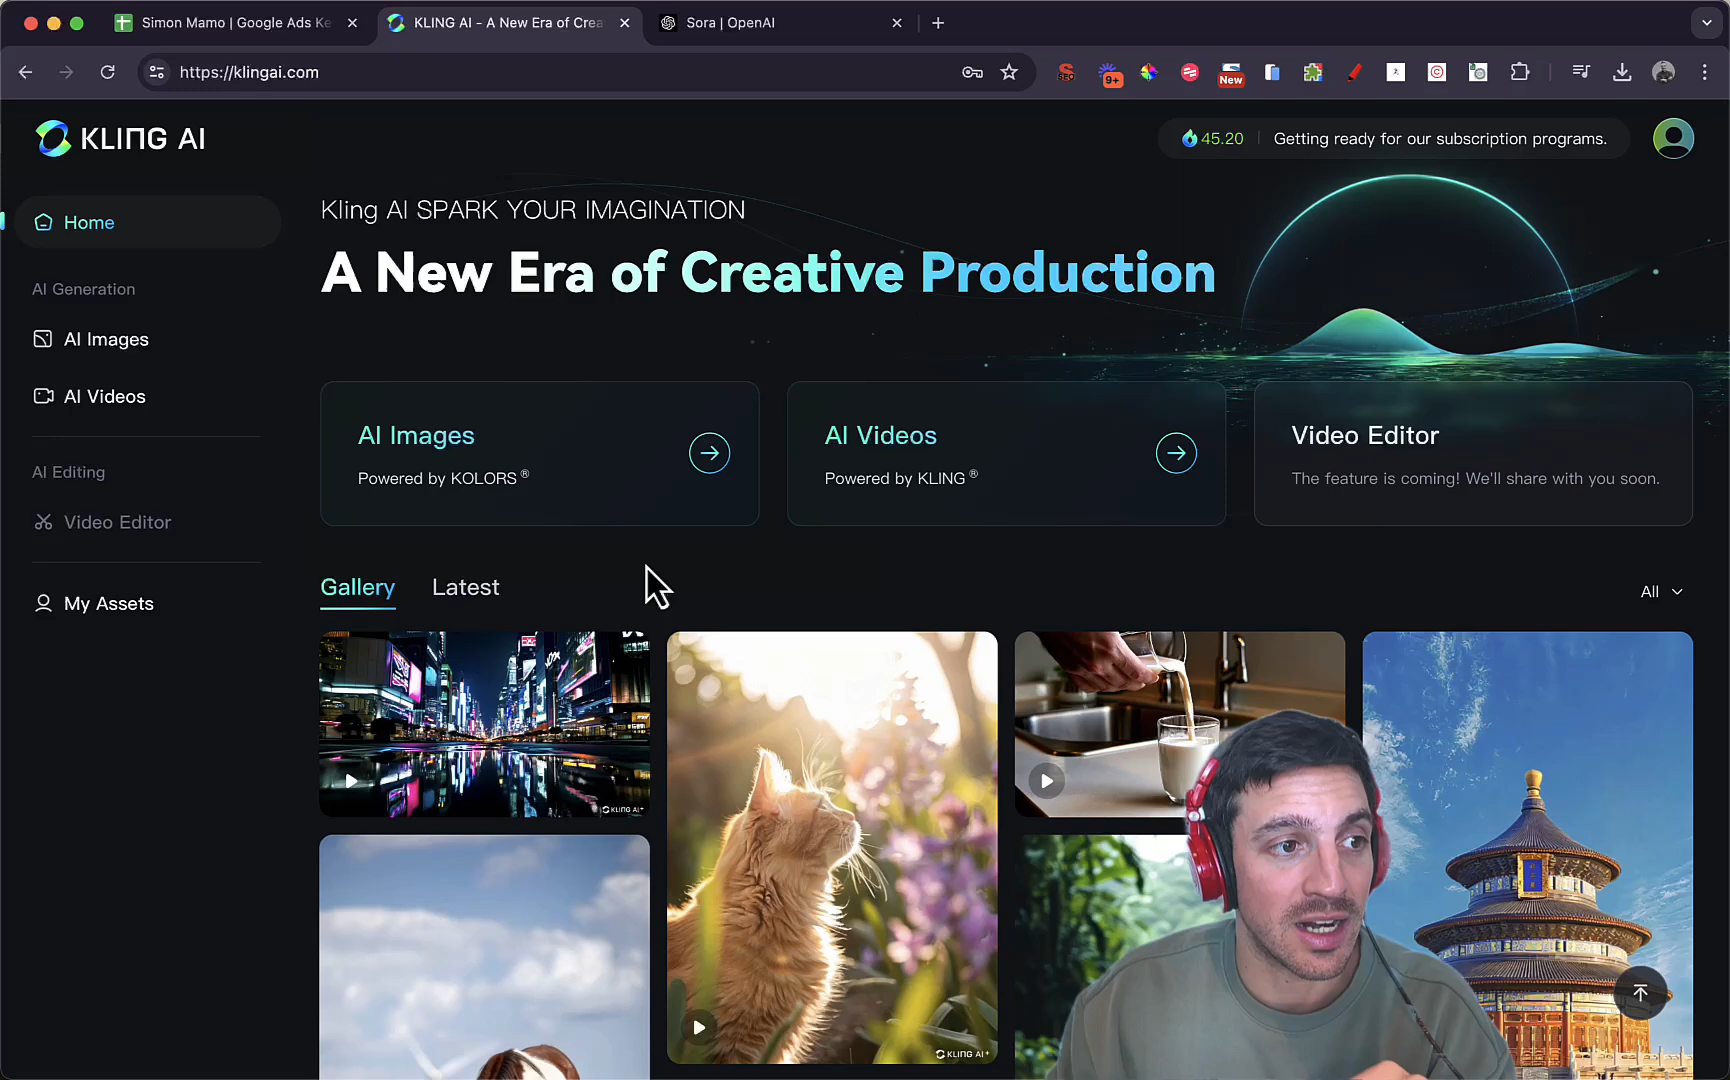 Simon Mamo | Google Ads Ke
KLING AI - A New Era of Crea
Sora | OpenAI
https://klingai.com
SEO
9+
New
KLING AI
45.20
Getting ready for our subscription programs.
Home
AI Generation
AI Images
AI Videos
AI Editing
Video Editor
My Assets
Kling AI SPARK YOUR IMAGINATION
A New Era of Creative Production
AI Images
Powered by KOLORS ®
AI Videos
Powered by KLING ®
Video Editor
The feature is coming! We'll share with you soon.
Gallery
Latest
All
KLING AI
KLING AI